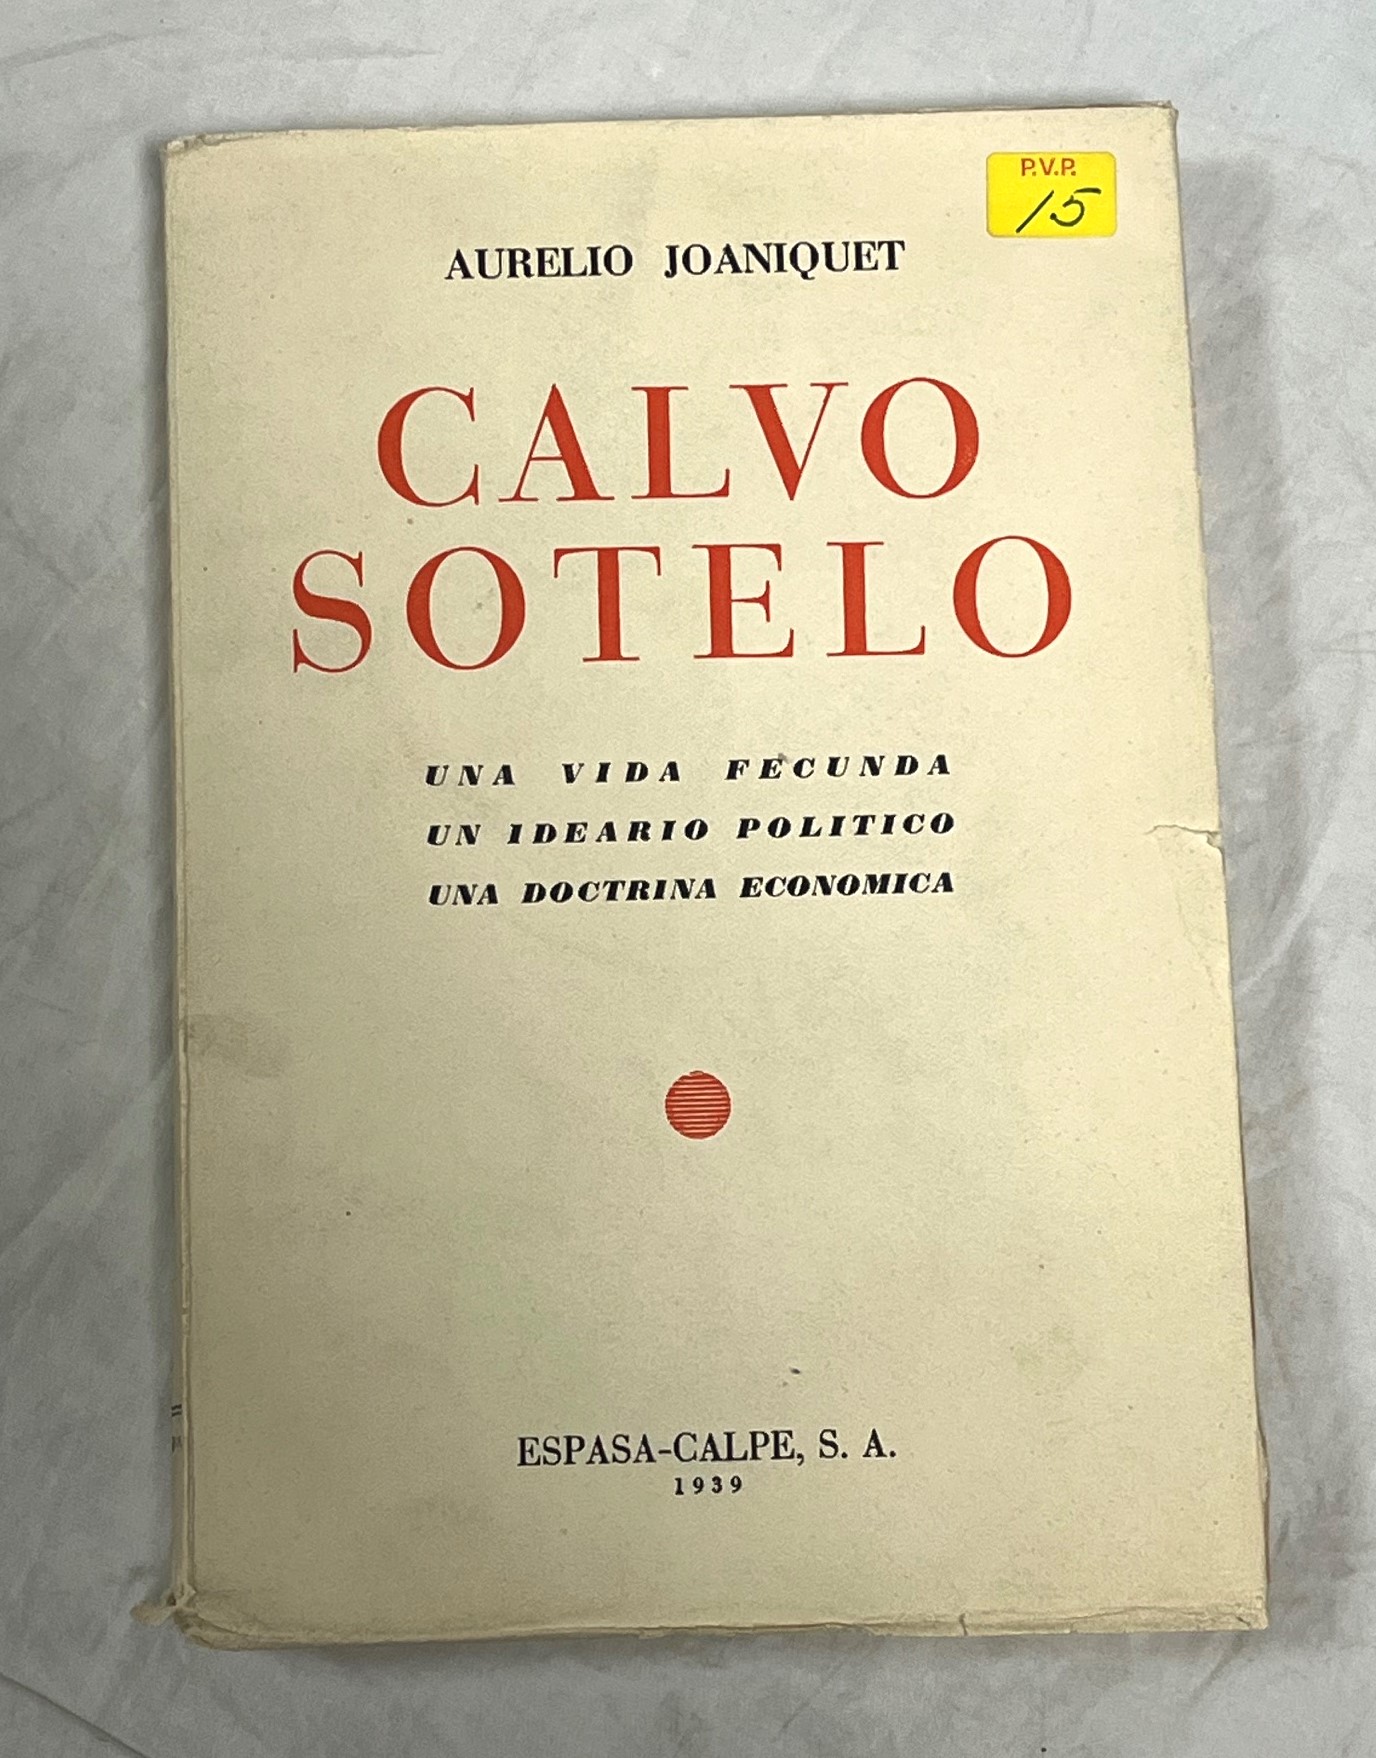 P.V.P.
15
AURELIO JOANIQUET
CALVO
SOTELO
UNA VIDA FECUNDA
UN IDEARIO POLITICO
UNA DOCTRINA ECONOMICA
ESPASA-CALPE, S. A.
1939